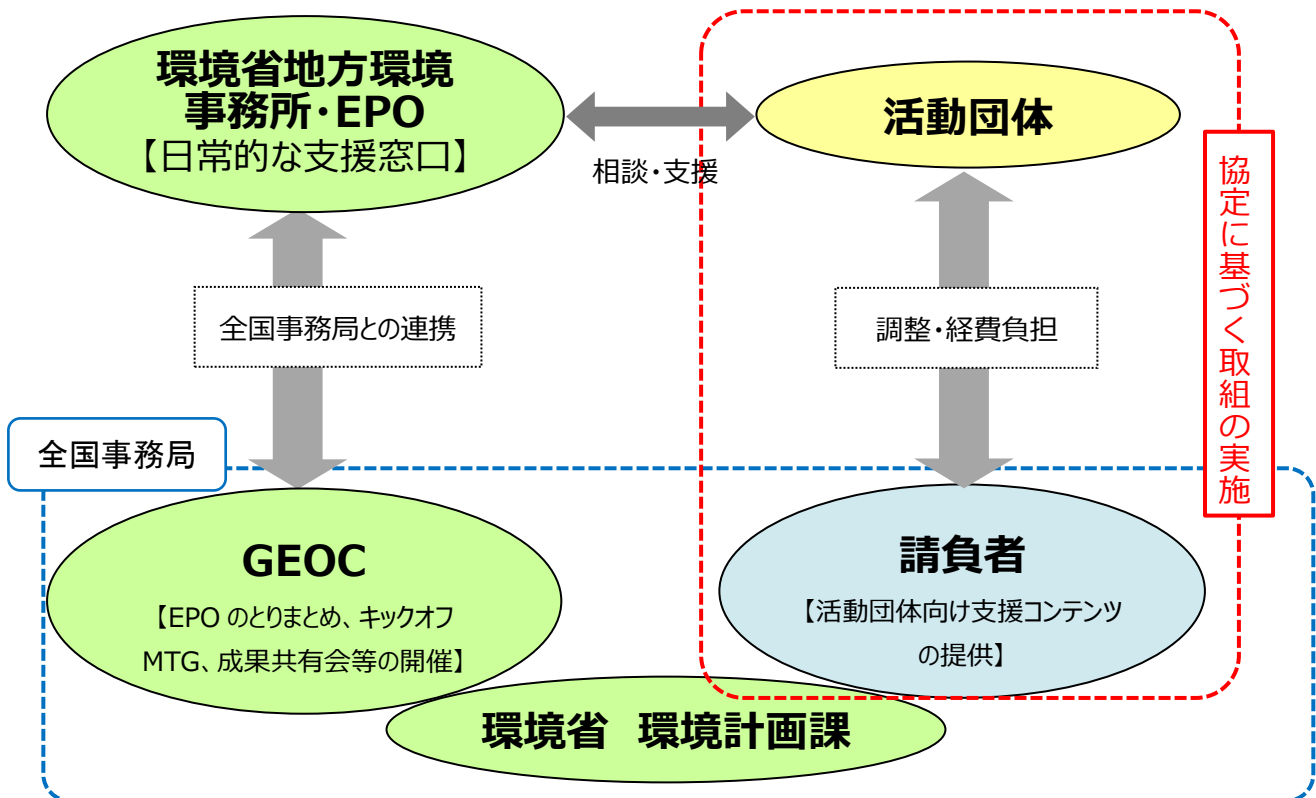 環境省地方環境
事務所・EPO
【日常的な支援窓口】
相談・支援
活動団体
協定に基づく取組の実施
全国事務局との連携
調整・経費負担
全国事務局
GEOC
【EPO のとりまとめ、キックオフ
MTG、成果共有会等の開催】
請負者
【活動団体向け支援コンテンツ
の提供】
環境省 環境計画課